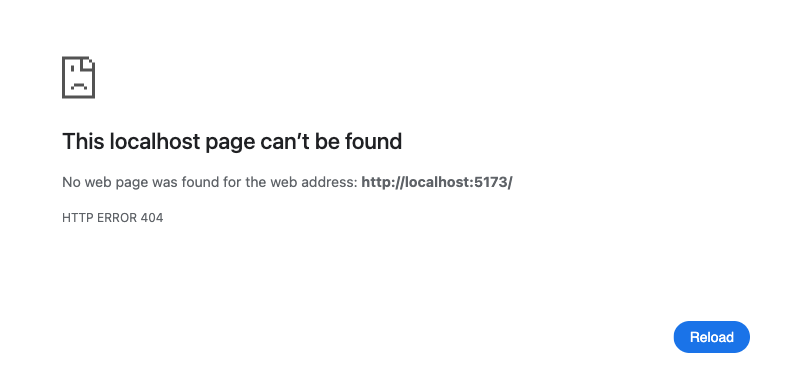 This localhost page can’t be found
No web page was found for the web address: http://localhost:5173/
HTTP ERROR 404
Reload